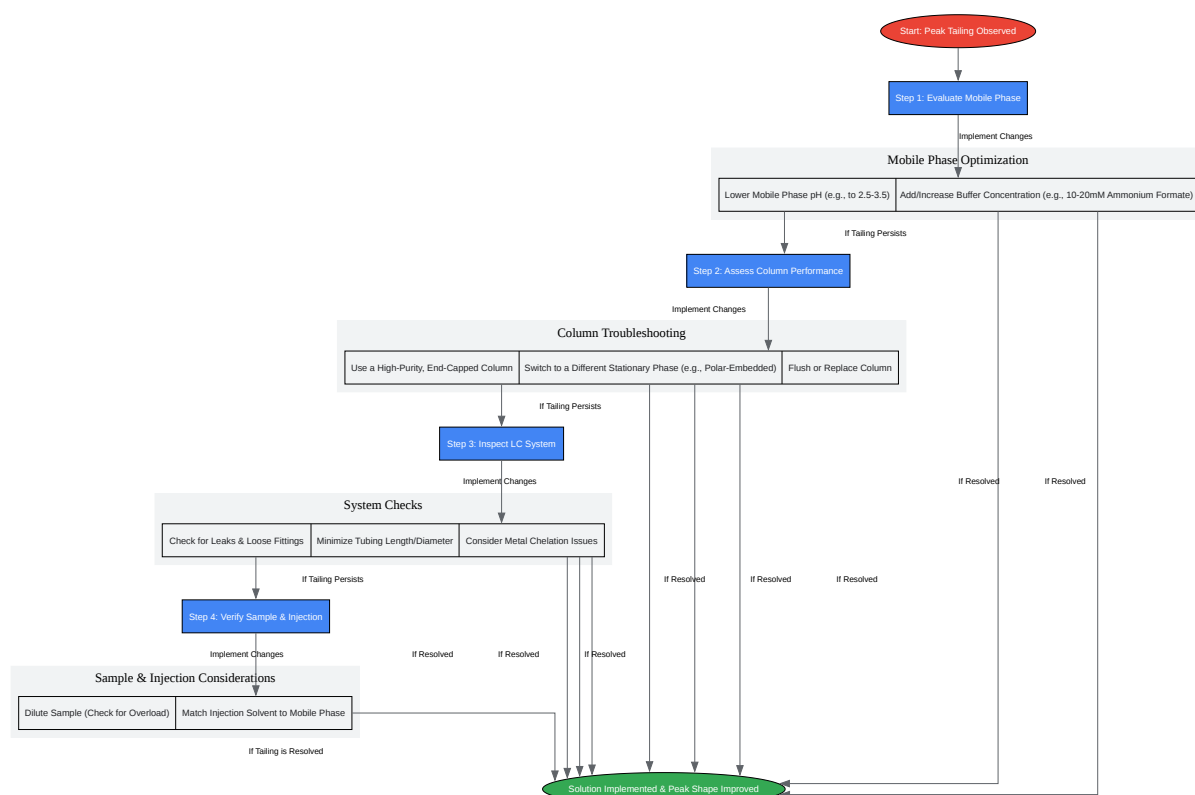 Start: Peak Tailing Observed
Step 1: Evaluate Mobile Phase
Implement Changes
Mobile Phase Optimization
Lower Mobile Phase pH (e.g., to 2.5-3.5)
Add/Increase Buffer Concentration (e.g., 10-20mM Ammonium Formate)
If Tailing Persists
Step 2: Assess Column Performance
Implement Changes
Column Troubleshooting
Use a High-Purity, End-Capped Column
Switch to a Different Stationary Phase (e.g., Polar-Embedded)
Flush or Replace Column
If Tailing Persists
Step 3: Inspect LC System
Implement Changes
If Resolved
If Resolved
System Checks
Check for Leaks & Loose Fittings
Minimize Tubing Length/Diameter
Consider Metal Chelation Issues
If Tailing Persists
If Resolved
If Resolved
If Resolved
Step 4: Verify Sample & Injection
Implement Changes
If Resolved
If Resolved
If Resolved
Sample & Injection Considerations
Dilute Sample (Check for Overload)
Match Injection Solvent to Mobile Phase
If Tailing is Resolved
Solution Implemented & Peak Shape Improved